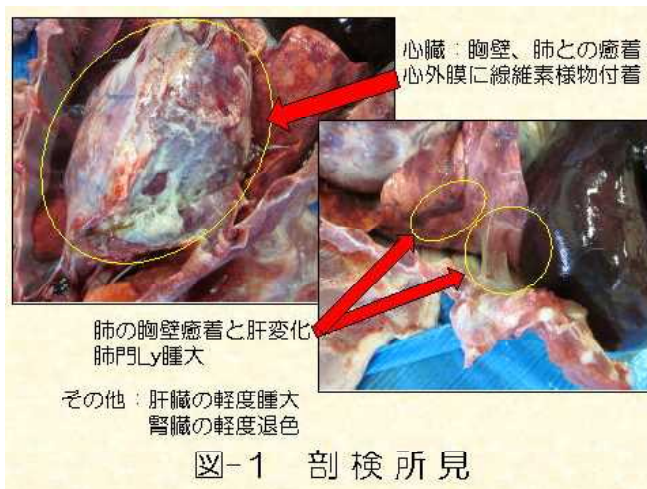 心臓：胸壁、肺との癒着
心外膜に線維素様物付着
肺の胸壁癒着と肝変化
肺門Ly腫大
その他：肝臓の軽度腫大
腎臓の軽度退色
図-1 剖検所見